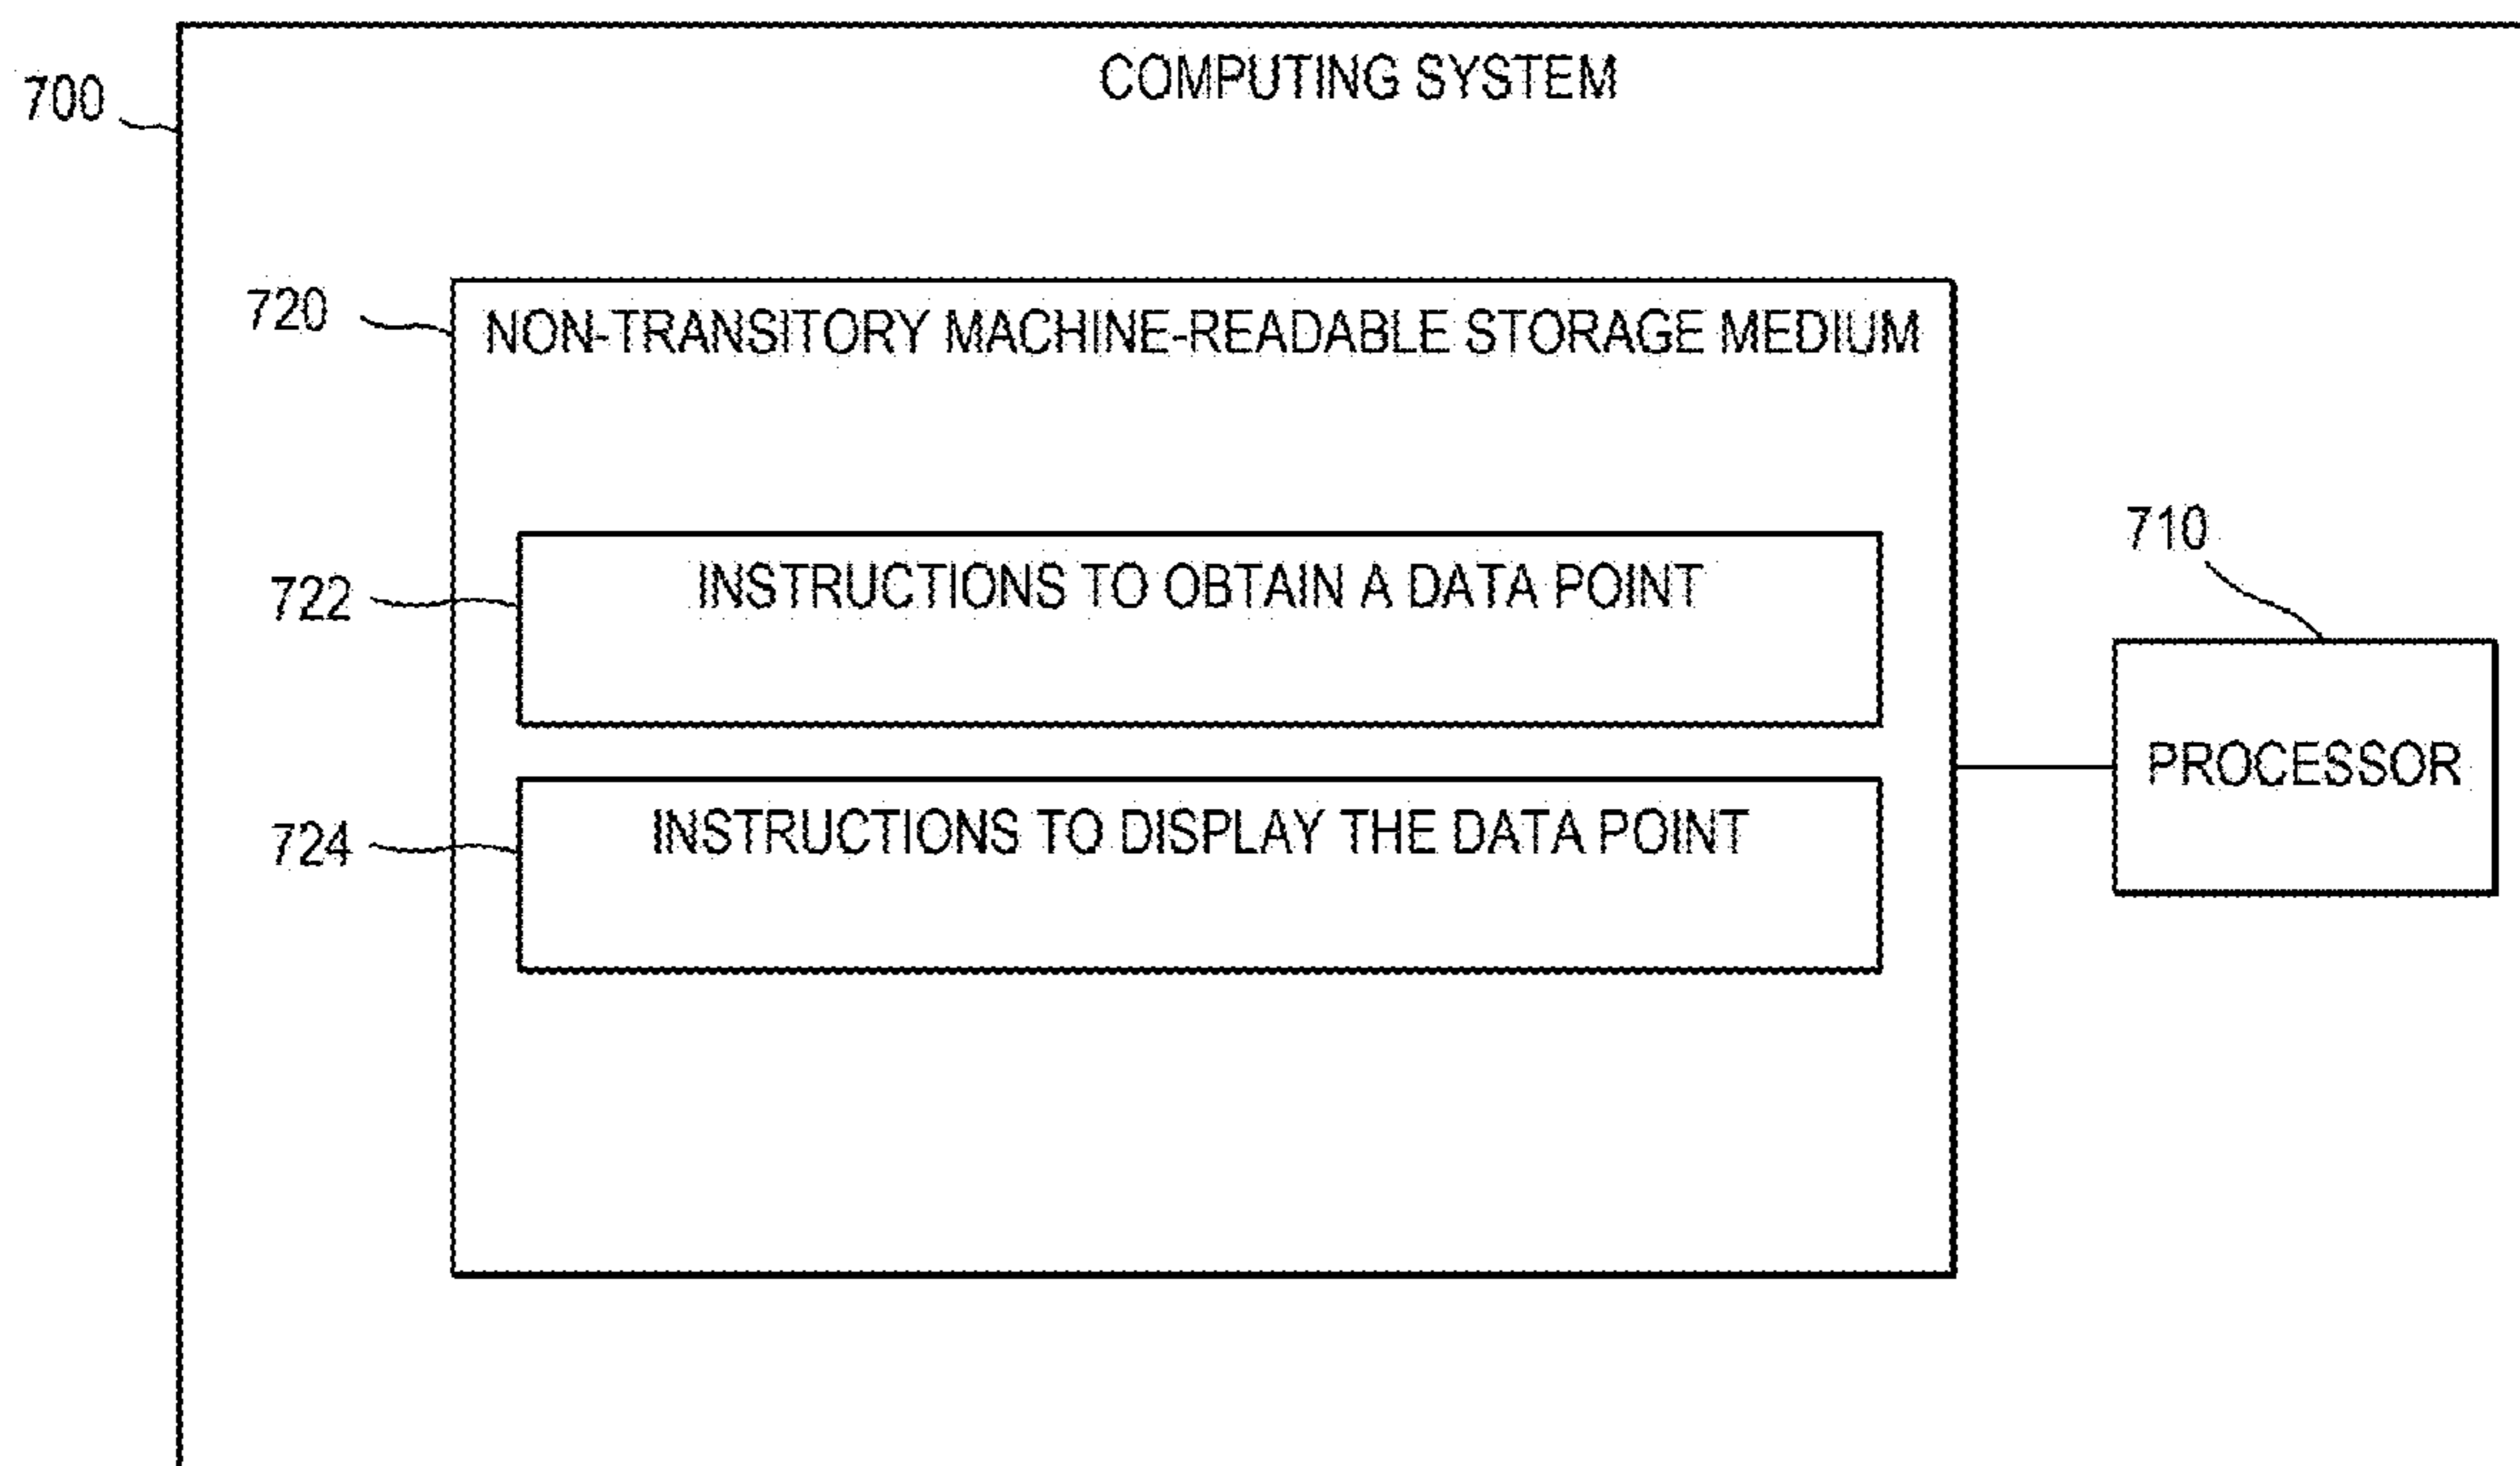 COMPUTING SYSTEM
700
720
NON-TRANSITORY MACHINE-READABLE STORAGE MEDIUM
710
722
INSTRUCTIONS TO OBTAIN A DATA POINT
PROCESSOR
724
INSTRUCTIONS TO DISPLAY THE DATA POINT